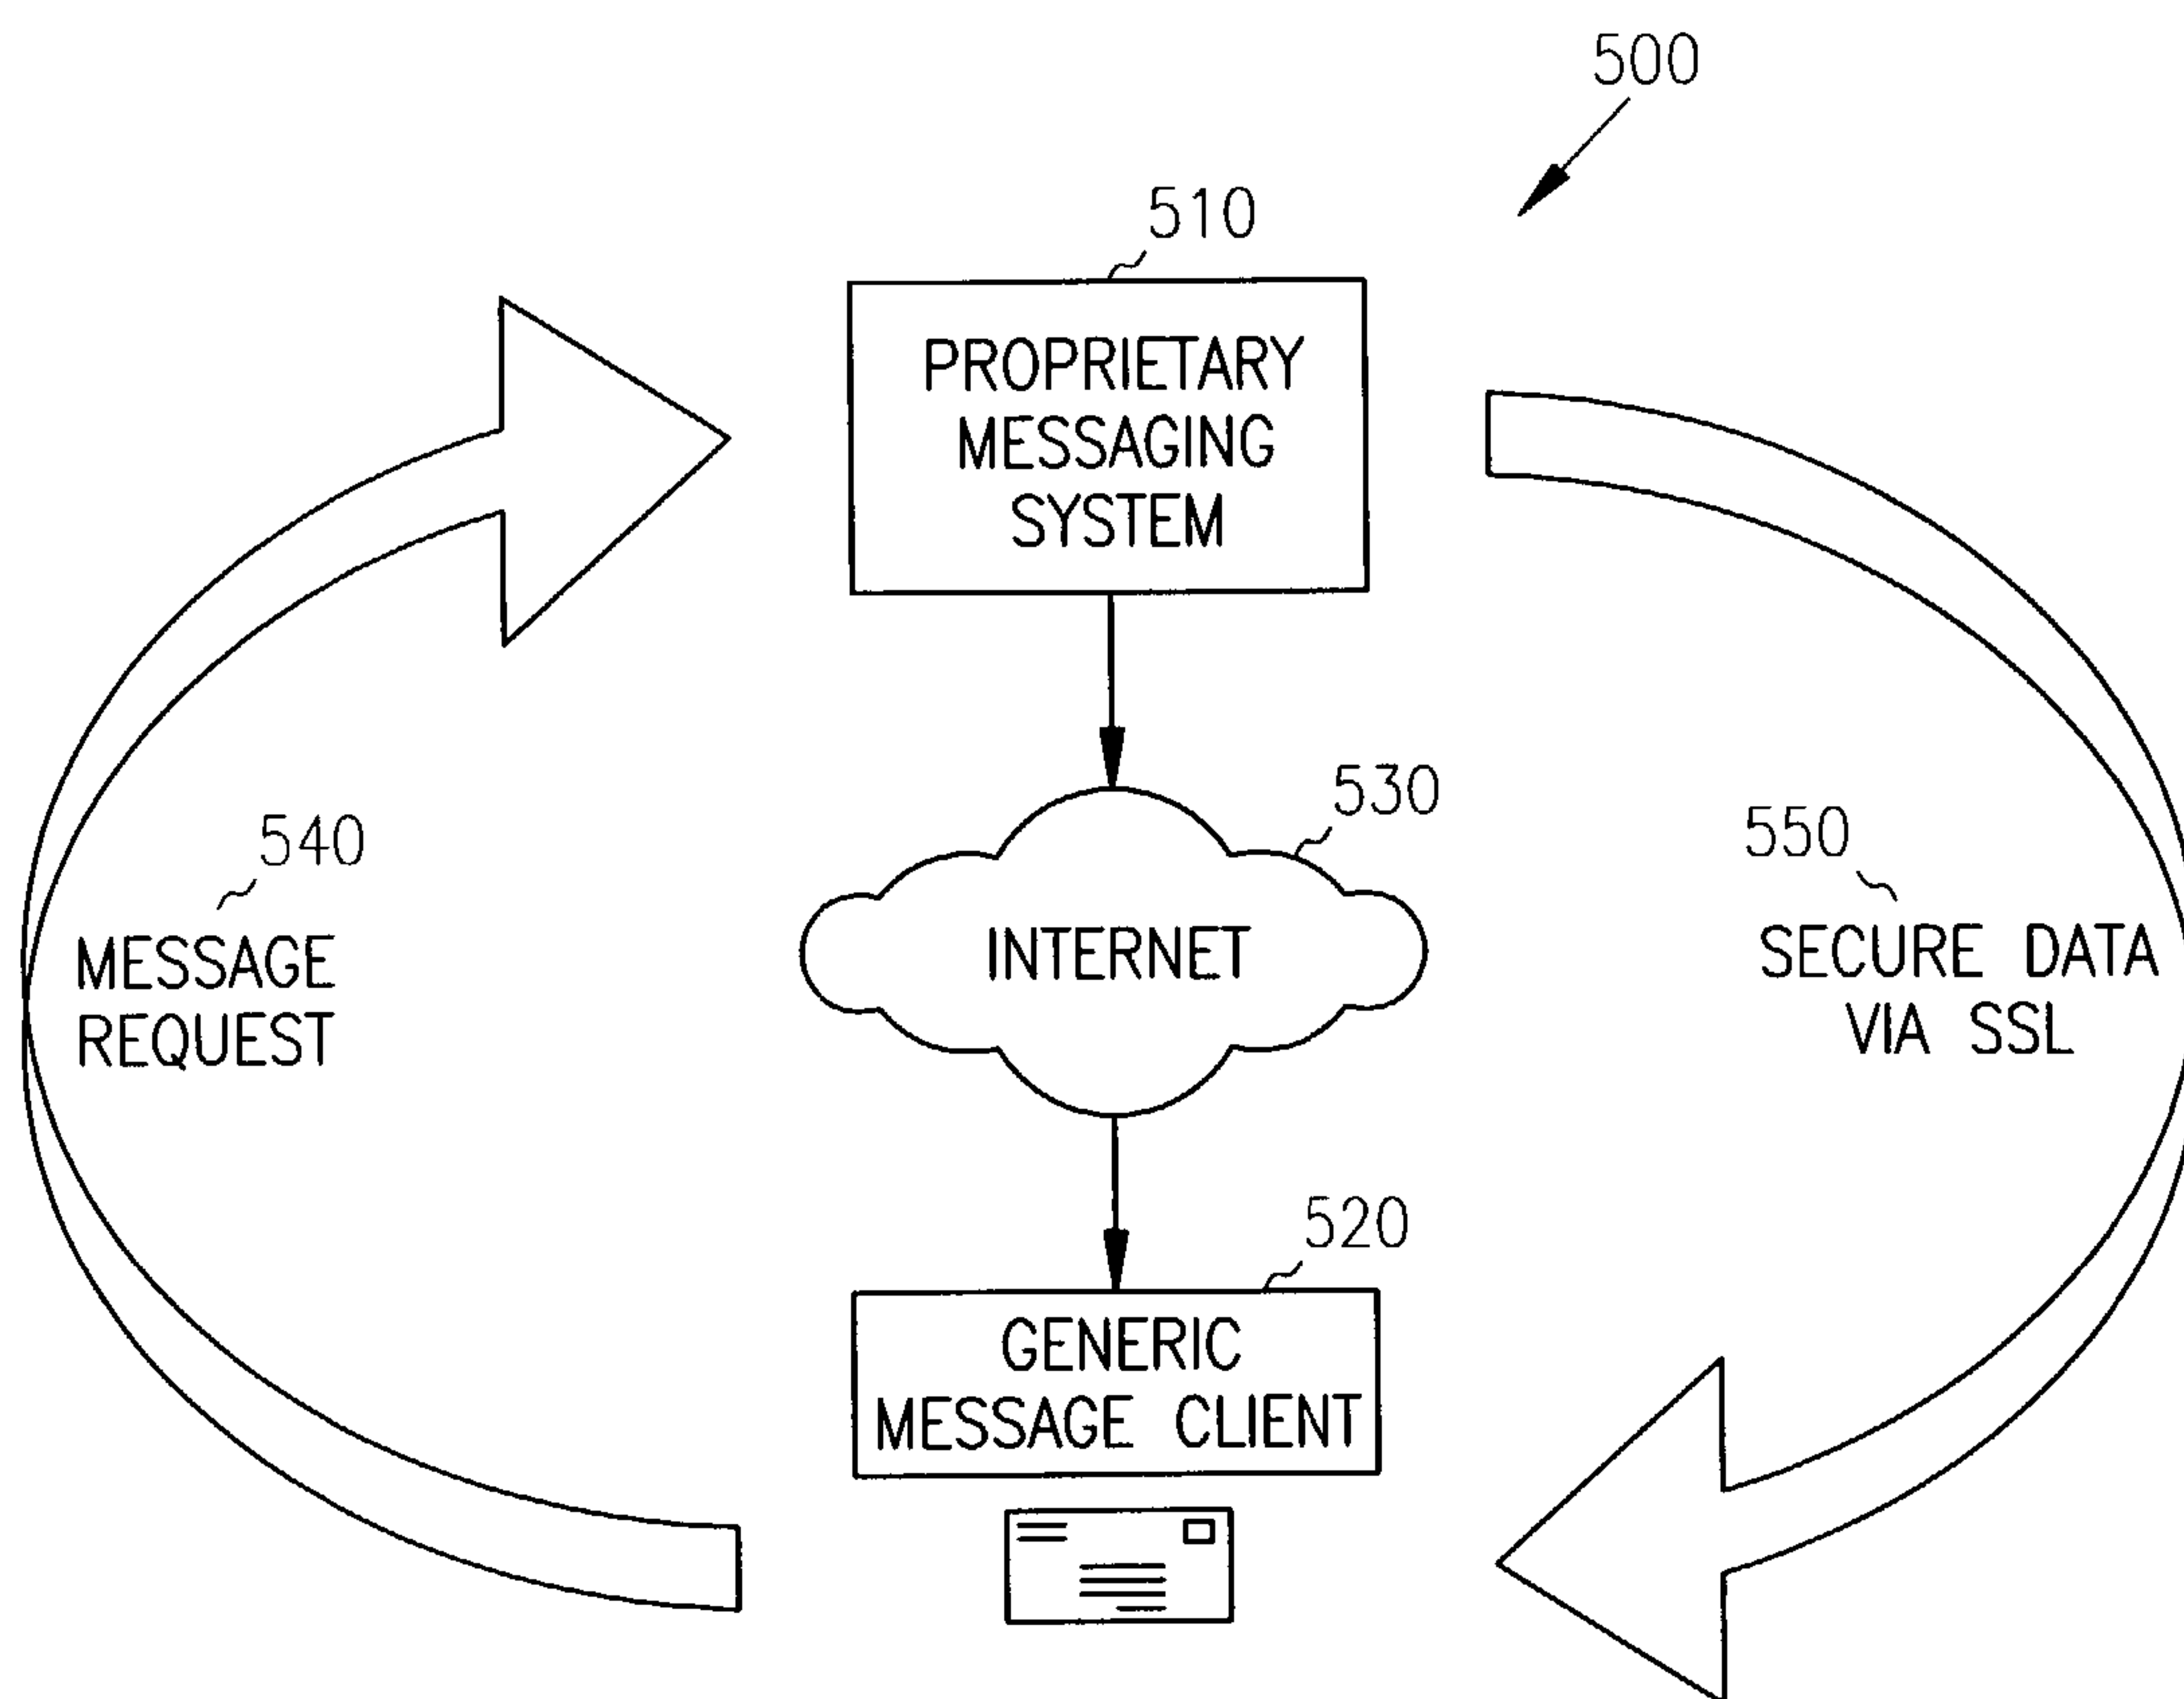 500
510
PROPRIETARY
MESSAGING
SYSTEM
530
540
550
INTERNET
MESSAGE
REQUEST
SECURE DATA
VIA SSL
520
GENERIC
MESSAGE CLIENT